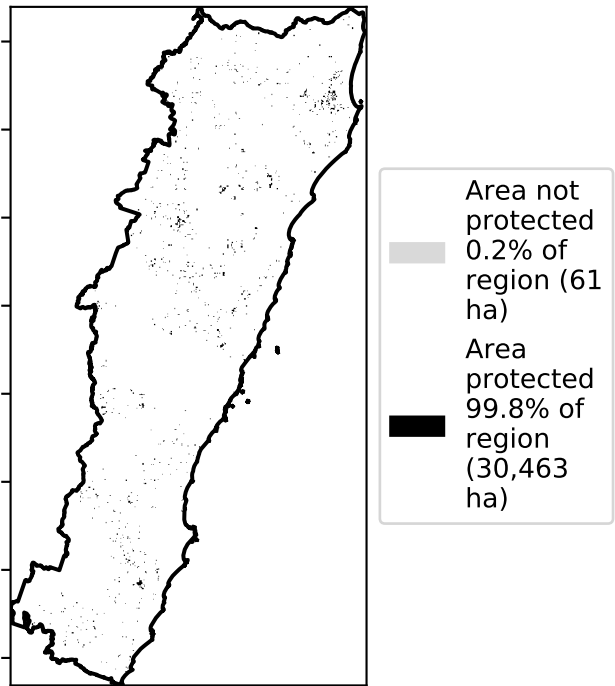 Area not
protected
0.2% of
region (61
ha)
Area
protected
99.8% of
region
(30,463
ha)